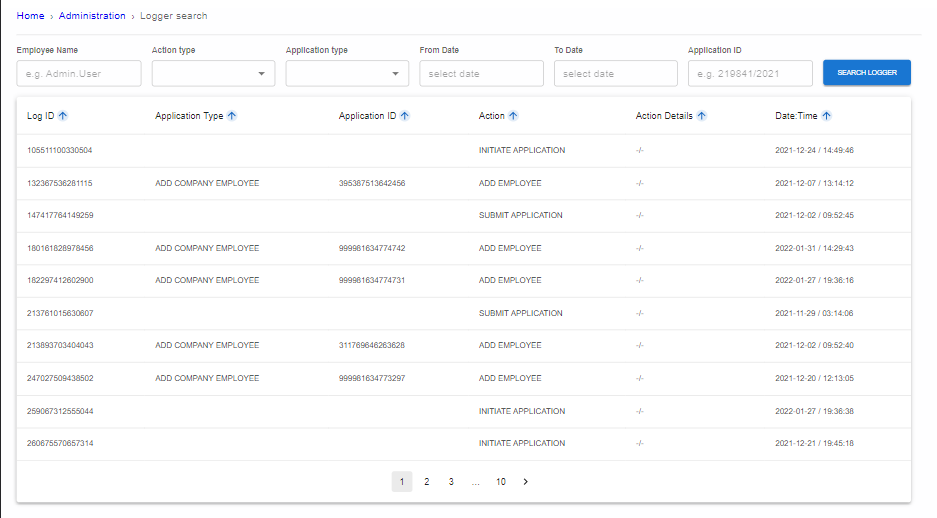 Home › Administration › Logger search
Employee Name Action type Application type From Date To Date Application ID
e.g. Admin.User select date select date e.g. 219841/2021 SEARCH LOGGER
Log ID Application Type Application ID Action Action Details Date:Time
105511100330504 INITIATE APPLICATION -/- 2021-12-24 / 14:49:46
132367536281115 ADD COMPANY EMPLOYEE 395387513642456 ADD EMPLOYEE -/- 2021-12-07 / 13:14:12
147417764149259 SUBMIT APPLICATION -/- 2021-12-02 / 09:52:45
180161828978456 ADD COMPANY EMPLOYEE 999981634774742 ADD EMPLOYEE -/- 2022-01-31 / 14:29:43
182297412602900 ADD COMPANY EMPLOYEE 999981634774731 ADD EMPLOYEE -/- 2022-01-27 / 19:36:16
213761015630607 SUBMIT APPLICATION -/- 2021-11-29 / 03:14:06
213893703404043 ADD COMPANY EMPLOYEE 311769646263628 ADD EMPLOYEE -/- 2021-12-02 / 09:52:40
247027509438502 ADD COMPANY EMPLOYEE 999981634773297 ADD EMPLOYEE -/- 2021-12-20 / 12:13:05
259067312555044 INITIATE APPLICATION -/- 2022-01-27 / 19:36:38
260675570657314 INITIATE APPLICATION -/- 2021-12-21 / 19:45:18
1 2 3 ... 10 ›